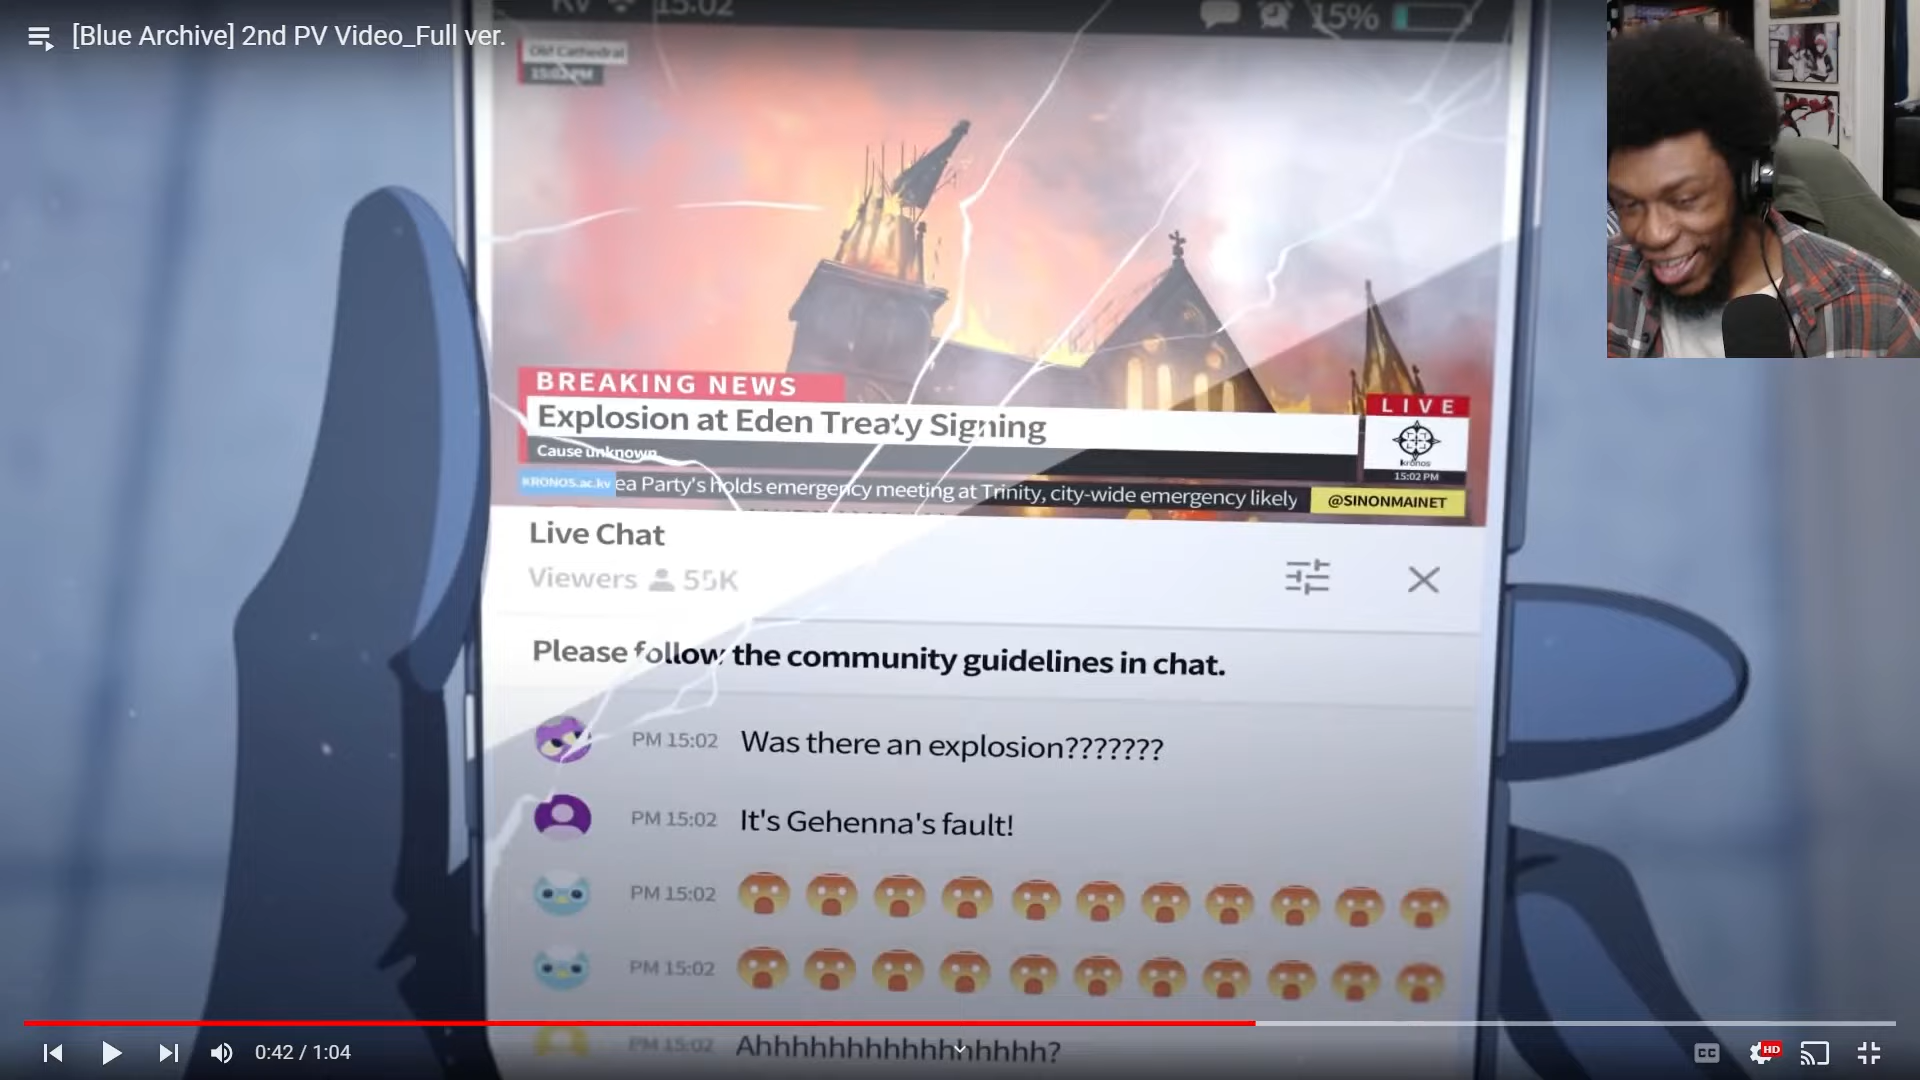 [Blue Archive] 2nd PV Video_Full ver.
KV 15:02 15%
Old Cathedral
15:02 PM
BREAKING NEWS
Explosion at Eden Treaty Signing
Cause unknown
LIVE
kronos
15:02 PM
KRONOS.ac.kv ea Party's holds emergency meeting at Trinity, city-wide emergency likely @SINONMAINET
Live Chat
Viewers 55K
Please follow the community guidelines in chat.
PM 15:02 Was there an explosion???????
PM 15:02 It's Gehenna's fault!
PM 15:02
PM 15:02
PM 15:02 Ahhhhhhhhhhhhhhhhh?
0:42 / 1:04
CC
HD